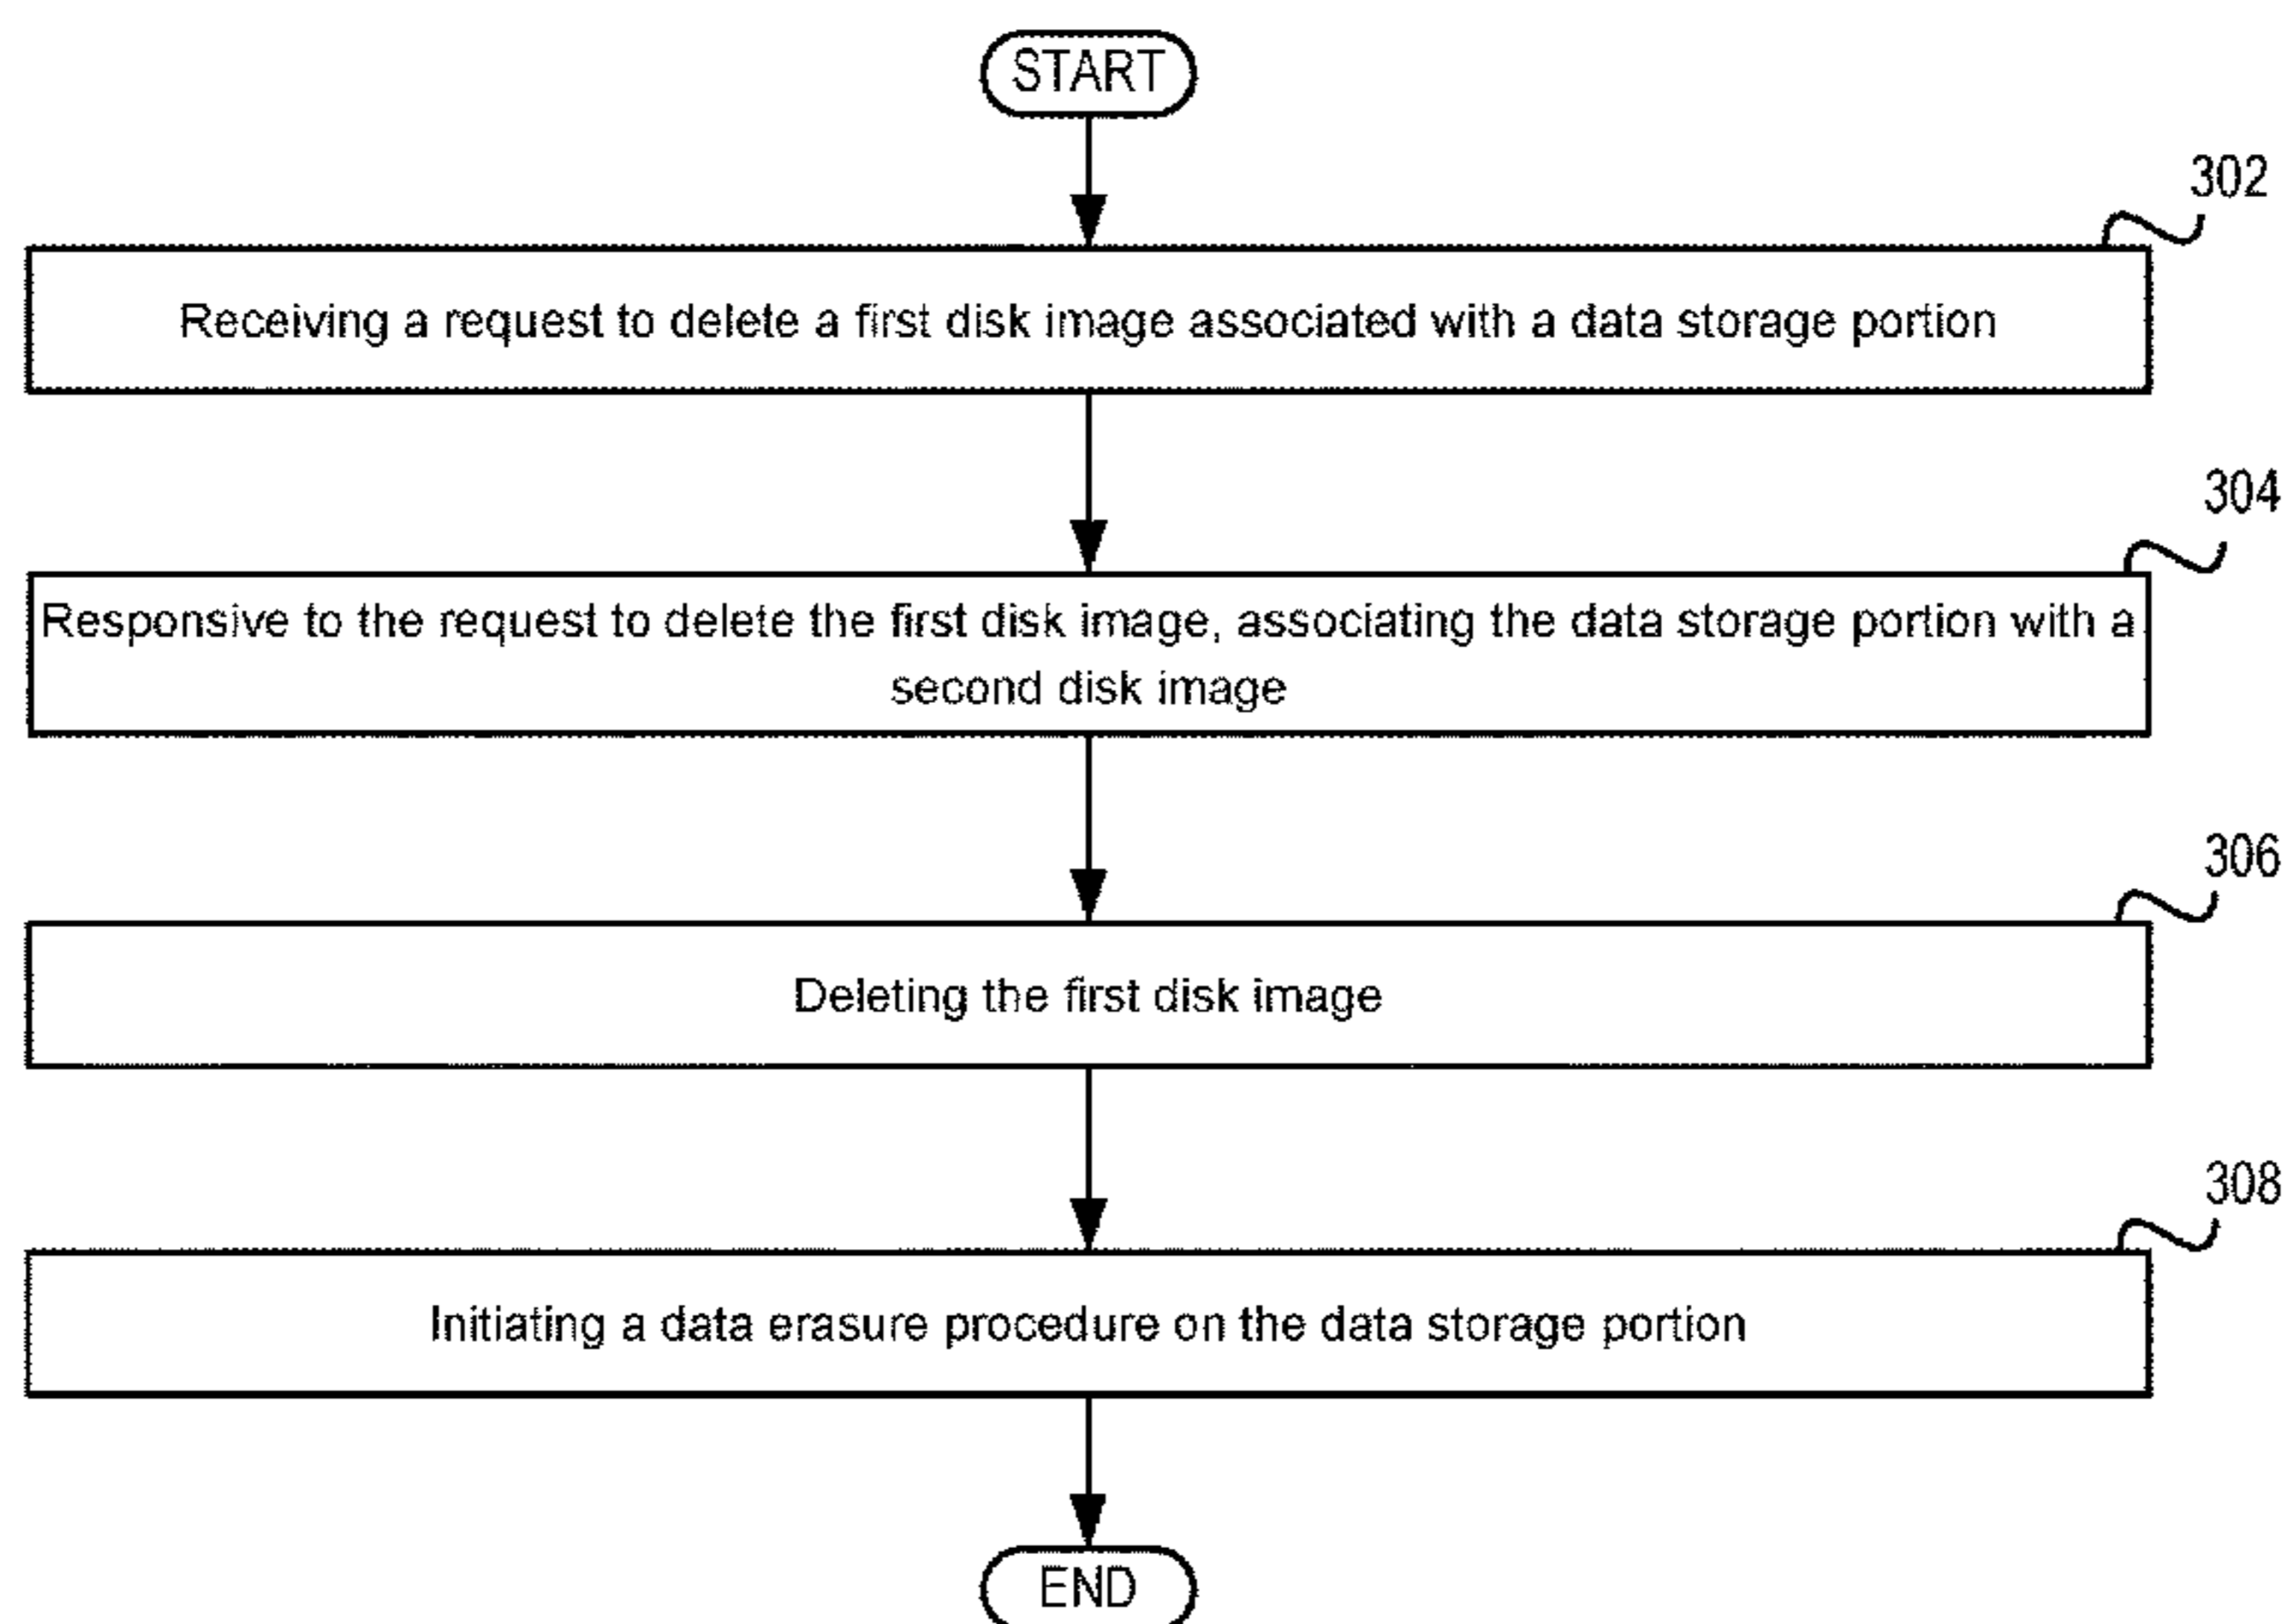 START
302
Receiving a request to delete a first disk image associated with a data storage portion
304
Responsive to the request to delete the first disk image, associating the data storage portion with a
second disk image
306
Deleting the first disk image
308
Initiating a data erasure procedure on the data storage portion
END